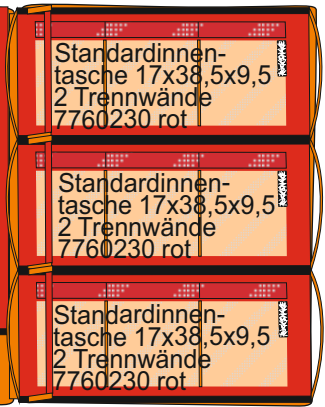 Standardinnen-
tasche 17x38,5x9,5
2 Trennwände
7760230 rot
Standardinnen-
tasche 17x38,5x9,5
2 Trennwände
7760230 rot
Standardinnen-
tasche 17x38,5x9,5
2 Trennwände
7760230 rot